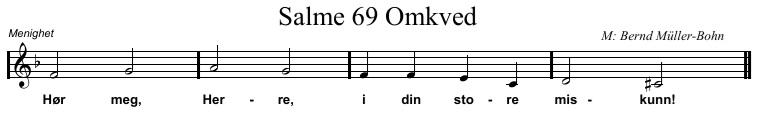 Salme 69 Omkved
Menighet
M: Bernd Müller-Bohn
Hør meg, Her - re, i din sto - re mis - kunn!